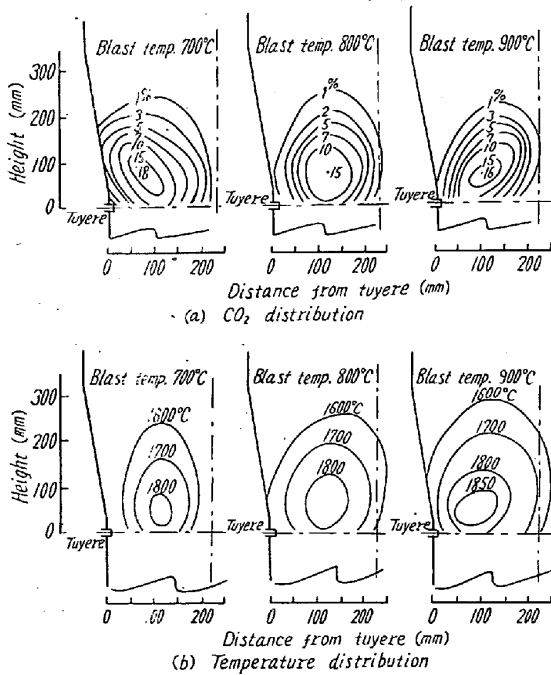 Blast temp. 700°C
Blast temp. 800°C
Blast temp. 900°C
Height (mm)
300
200
100
0
1%
3
5
7
10
15
18
1%
2
5
7
10
15
1%
3
5
7
10
15
16
Tuyere
Tuyere
Tuyere
0 100 200
0 100 200
0 100 200
Distance from tuyere (mm)
(a) CO₂ distribution
Blast temp. 700°C
Blast temp. 800°C
Blast temp. 900°C
Height (mm)
300
200
100
0
1600°C
1700
1800
1600°C
1700
1800
1600°C
1700
1800
1850
Tuyere
Tuyere
Tuyere
0 .00 200
0 100 200
0 100 200
Distance from tuyere (mm)
(b) Temperature distribution